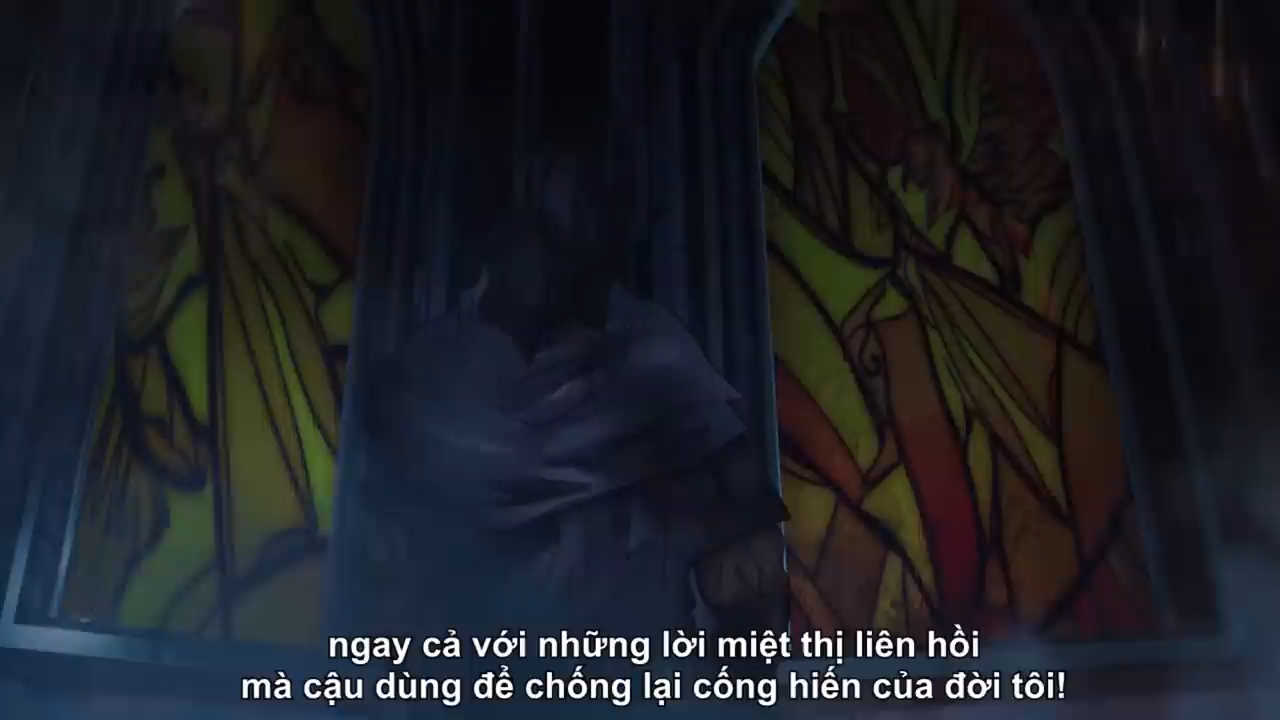 ngay cả với những lời miệt thị liên hồi
mà cậu dùng để chống lại cống hiến của đời tôi!